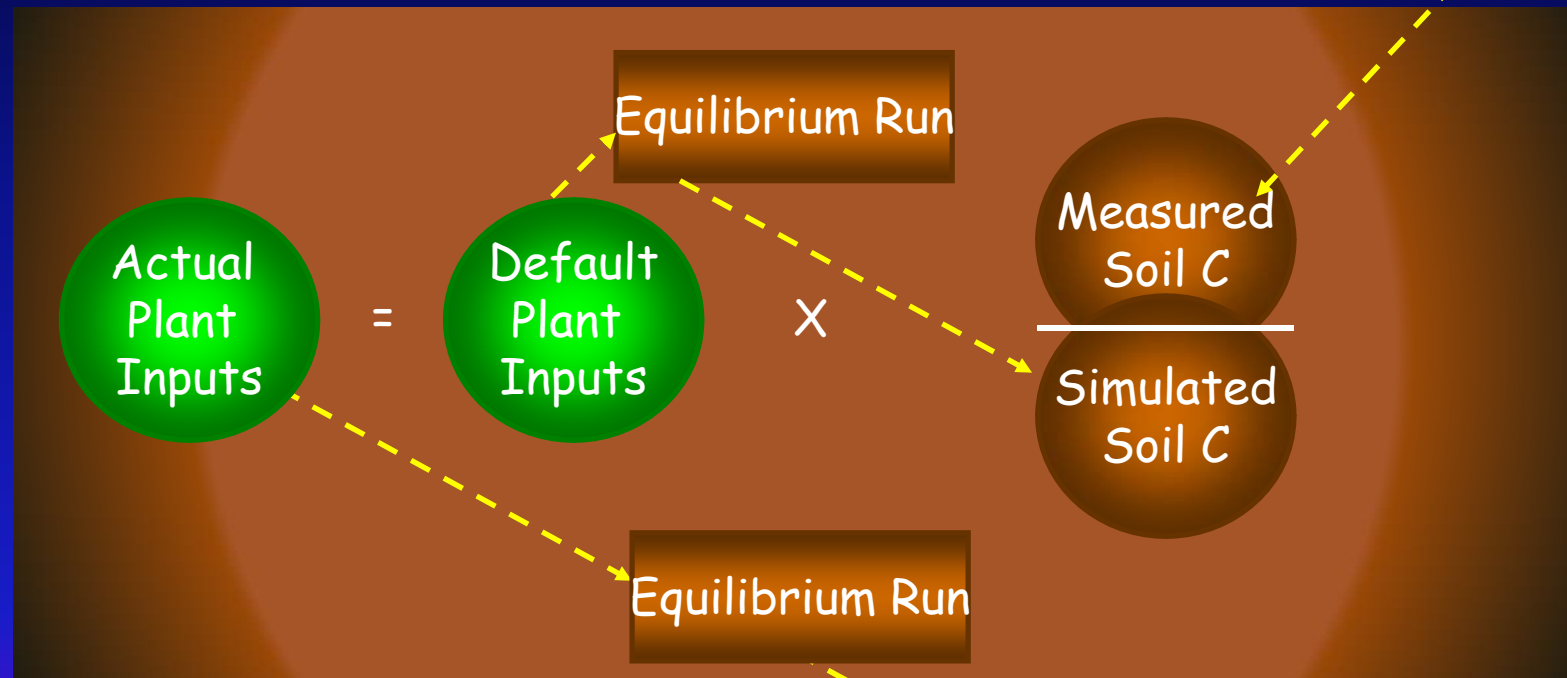 Equilibrium Run
Actual
Plant
Inputs
=
Default
Plant
Inputs
X
Measured
Soil C
Simulated
Soil C
Equilibrium Run